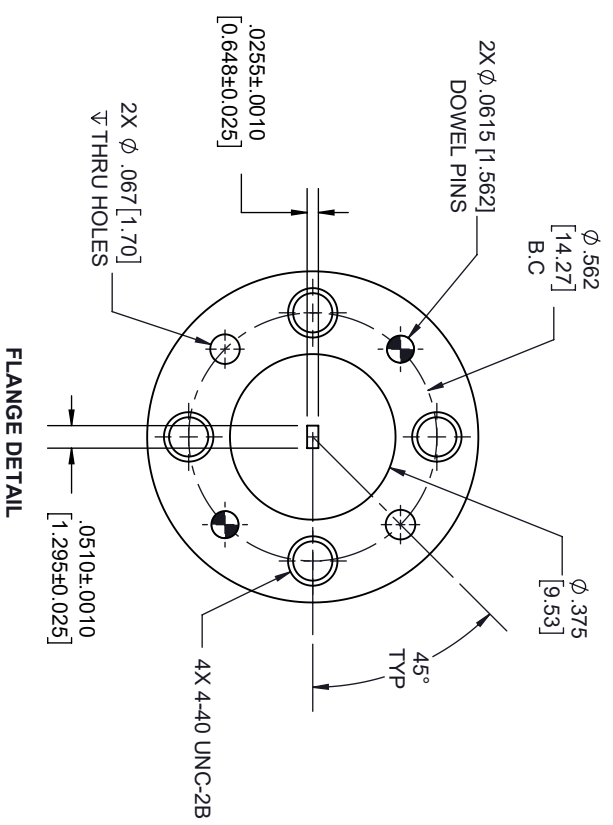 Ø .562
[14.27]
B.C
2X Ø .0615 [1.562]
DOWEL PINS
.0255±.0010
[0.648±0.025]
2X Ø .067 [1.70]
THRU HOLES
Ø .375
[9.53]
45°
TYP
4X 4-40 UNC-2B
.0510±.0010
[1.295±0.025]
FLANGE DETAIL